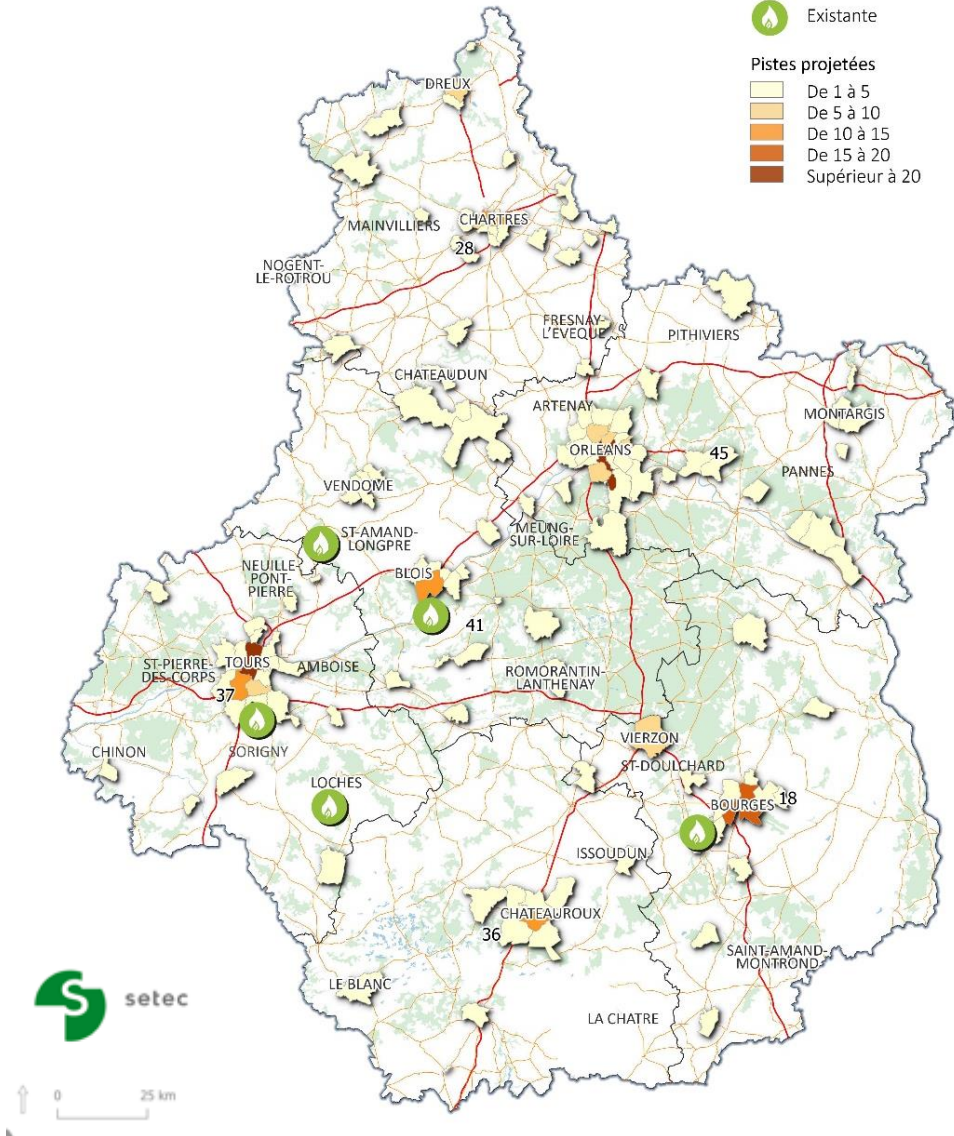 Existante
Pistes projetées
De 1 à 5
De 5 à 10
De 10 à 15
De 15 à 20
Supérieur à 20
DREUX
MAINVILLIERS
CHARTRES
28
NOGENT-
LE-ROTROU
FRESNAY-
L'EVEQUE
PITHIVIERS
CHATEAUDUN
ARTENAY
MONTARGIS
ORLEANS
45
PANNES
VENDOME
ST-AMAND-
LONGPRE
MEUNG-
SUR-LOIRE
NEUILLE-
PONT-
PIERRE
BLOIS
41
ST-PIERRE-
DES-CORPS
TOURS
AMBOISE
ROMORANTIN-
LANTHENAY
37
CHINON
SORIGNY
VIERZON
ST-DOULCHARD
LOCHES
BOURGES
18
ISSOUDUN
CHATEAUROUX
36
SAINT-AMAND-
MONTROND
LE BLANC
LA CHATRE
setec
0 25 km